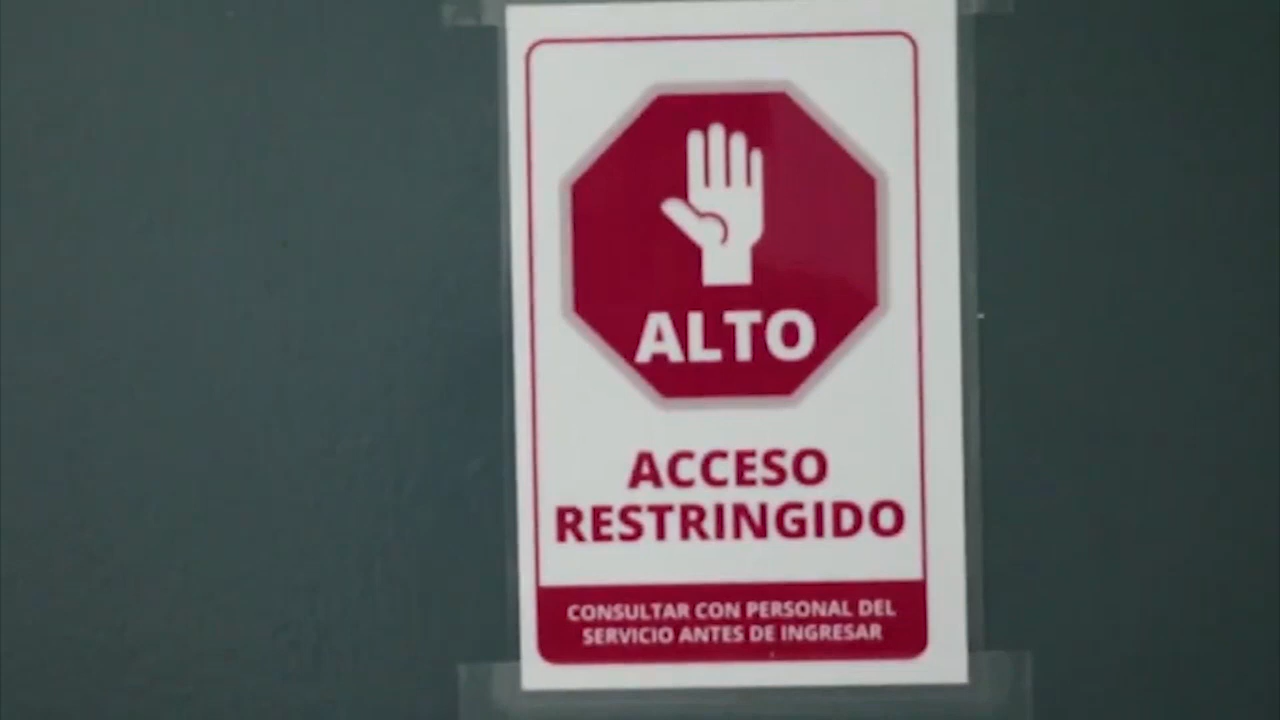 ALTO
ACCESO
RESTRINGIDO
CONSULTAR CON PERSONAL DEL
SERVICIO ANTES DE INGRESAR